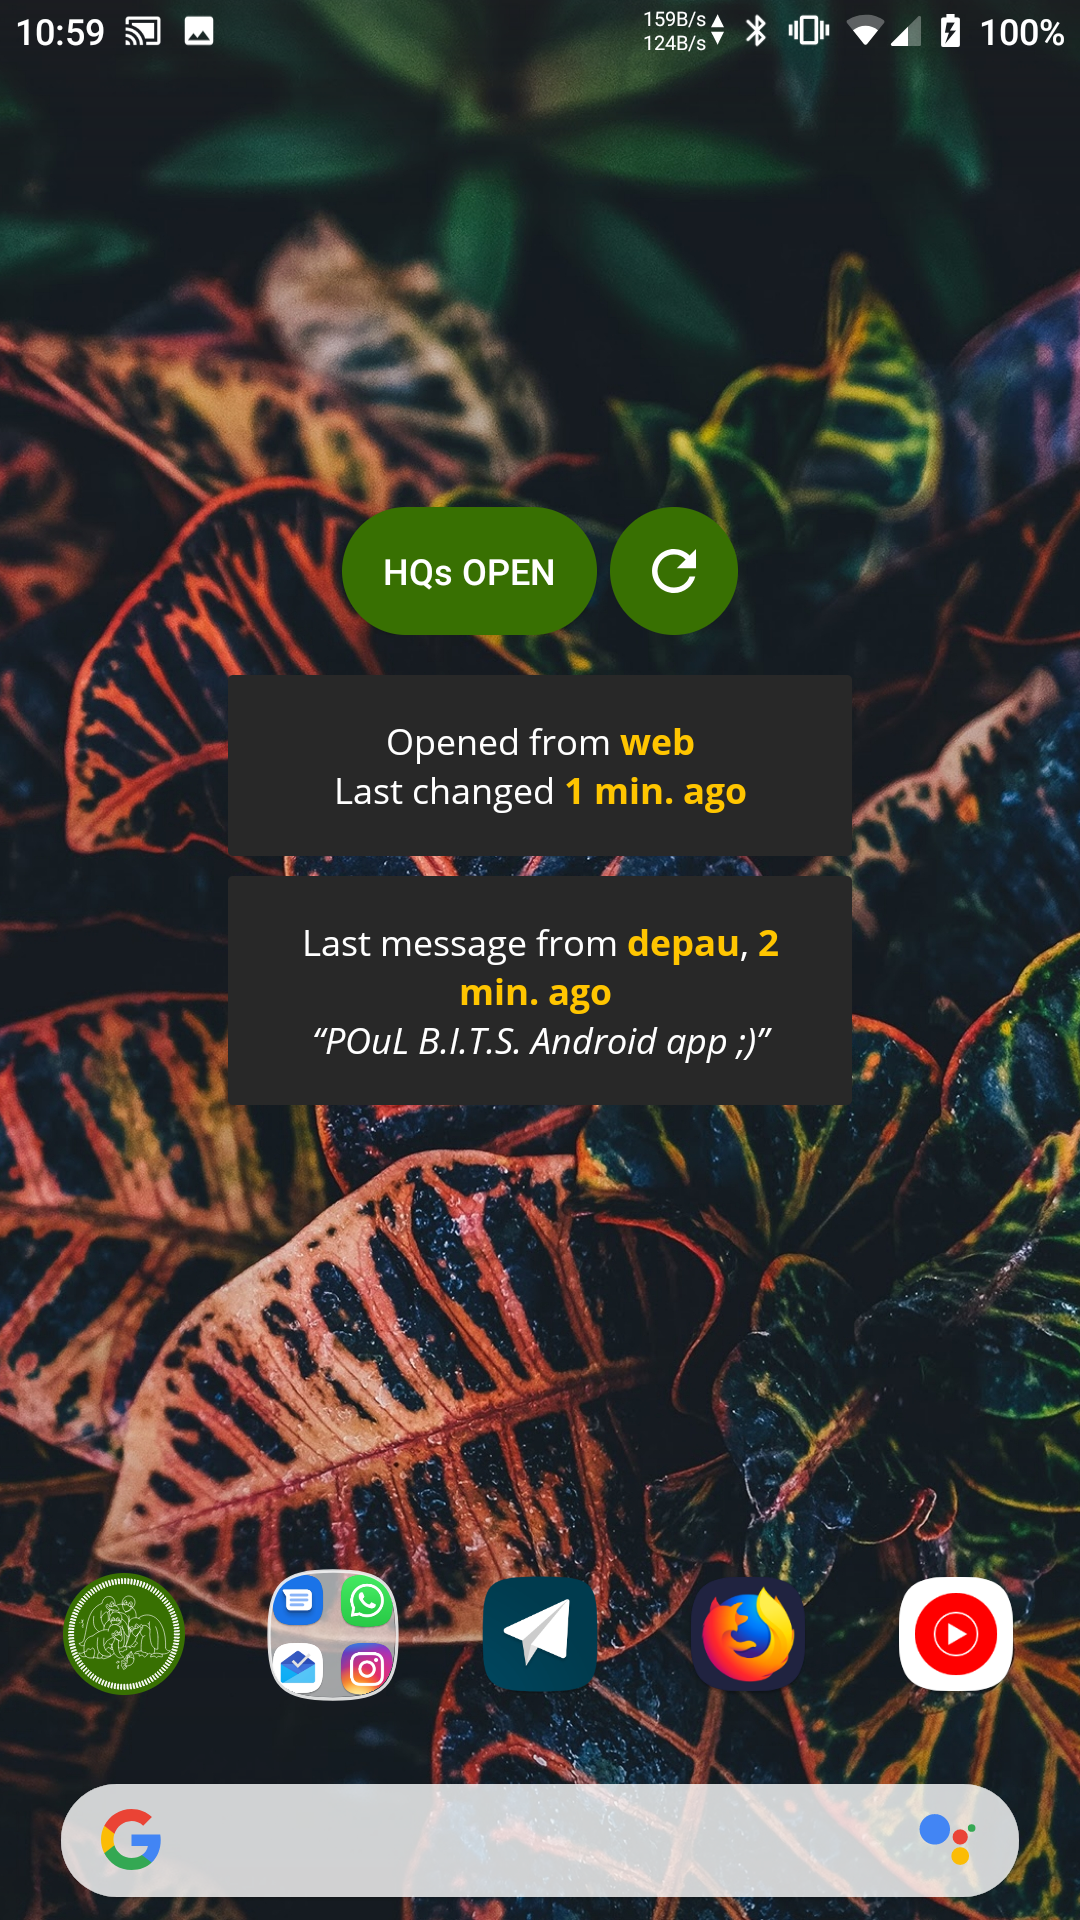 10:59
159B/s
124B/s
100%
HQs OPEN
Opened from web
Last changed 1 min. ago
Last message from depau, 2
min. ago
“POuL B.I.T.S. Android app ;)”